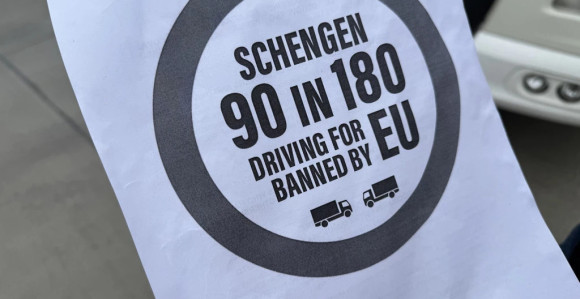 SCHENGEN
90 IN 180
DRIVING FOR
BANNED BY EU